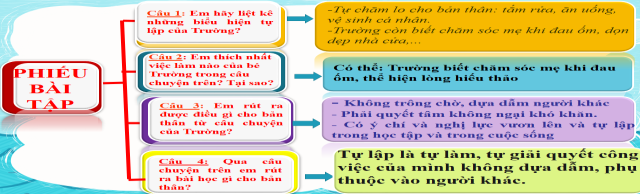 PHIẾU
BÀI
TẬP
Câu 1: Em hãy liệt kê
những biểu hiện tự
lập của Trường?
-Tự chăm lo cho bản thân: tắm rửa, ăn uống,
vệ sinh cá nhân.
-Trường còn biết chăm sóc mẹ khi đau ốm, dọn
dẹp nhà cửa,...
Câu 2: Em thích nhất
việc làm nào của bé
Trường trong câu
chuyện trên? Tại sao?
Có thể: Trường biết chăm sóc mẹ khi đau
ốm, thể hiện lòng hiếu thảo
Câu 3: Em rút ra
được điều gì cho bản
thân từ câu chuyện
của Trường?
- Không trông chờ, dựa dẫm người khác
- Phải quyết tâm không ngại khó khăn.
- Có ý chí và nghị lực vươn lên và tự lập
trong học tập và trong cuộc sống
Câu 4: Qua câu
chuyện trên em rút
ra bài học gì cho bản
thân?
Tự lập là tự làm, tự giải quyết công
việc của mình không dựa dẫm, phụ
thuộc vào người khác.